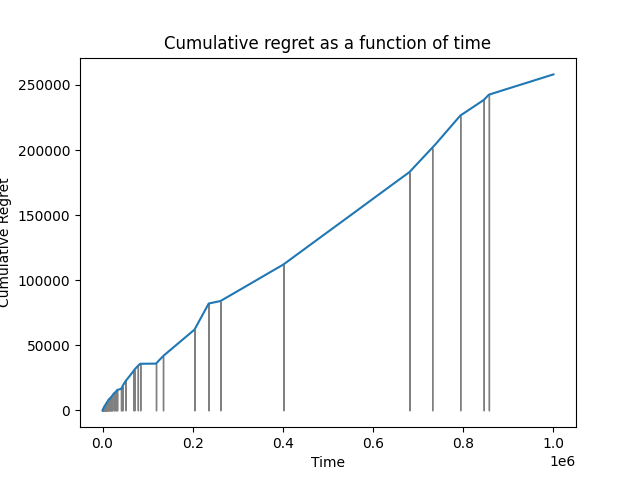 Cumulative regret as a function of time
Cumulative Regret
250000
200000
150000
100000
50000
0
0.0 0.2 0.4 0.6 0.8 1.0
1e6
Time